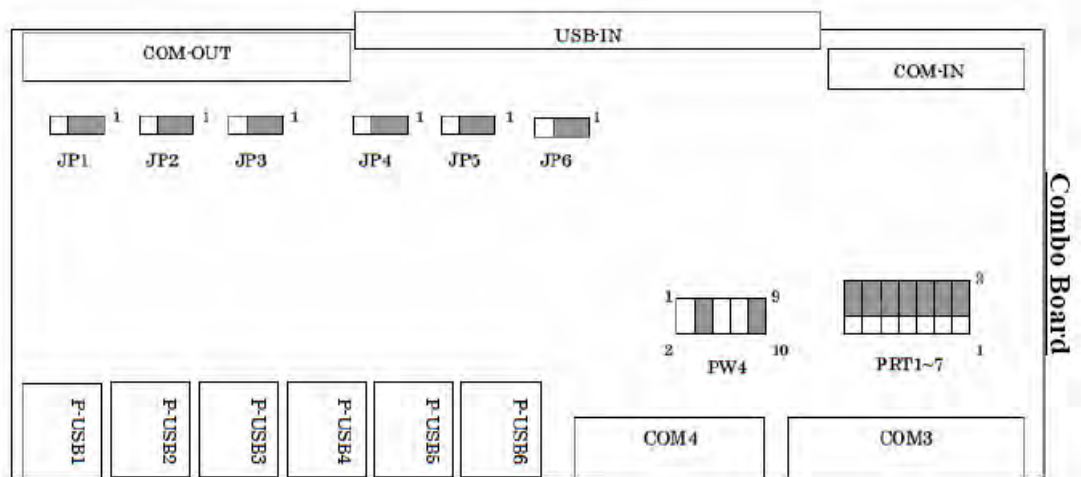 USB-IN
COM-OUT
COM-IN
1 1 1 1 1 1
JP1 JP2 JP3 JP4 JP5 JP6
Combo Board
3
1 9
2 10 1
PW4 PRT1~7
P-USB1 P-USB2 P-USB3 P-USB4 P-USB5 P-USB6
COM4 COM3